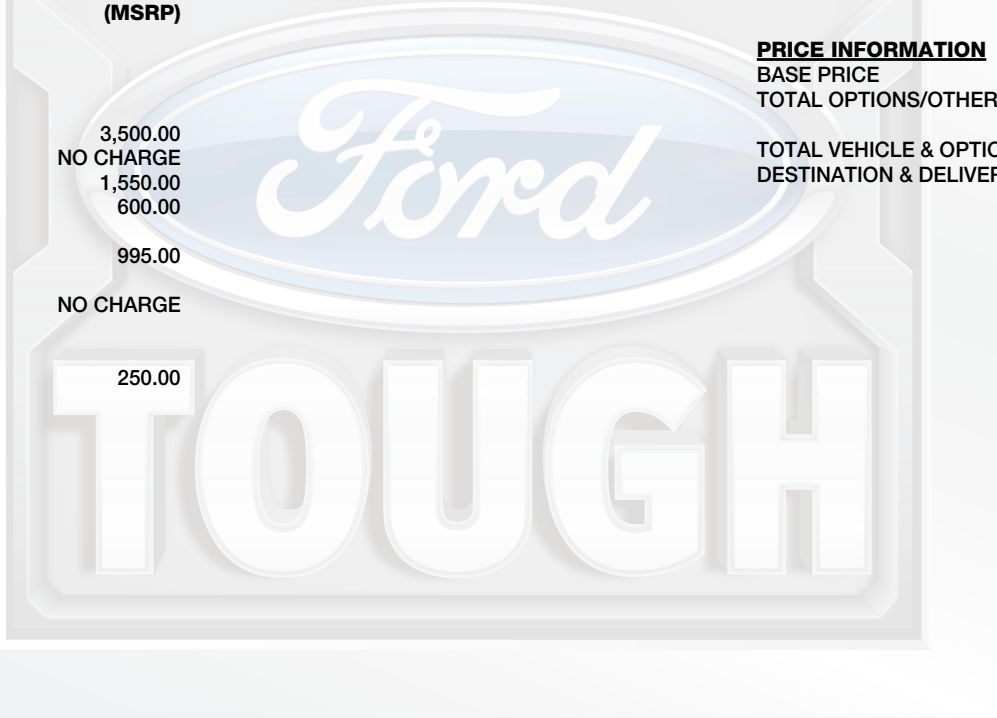 (MSRP)
3,500.00
NO CHARGE
1,550.00
600.00
995.00
NO CHARGE
250.00
PRICE INFORMATION
BASE PRICE
TOTAL OPTIONS/OTHER
TOTAL VEHICLE & OPTIO
DESTINATION & DELIVER
Ford
TOUGH